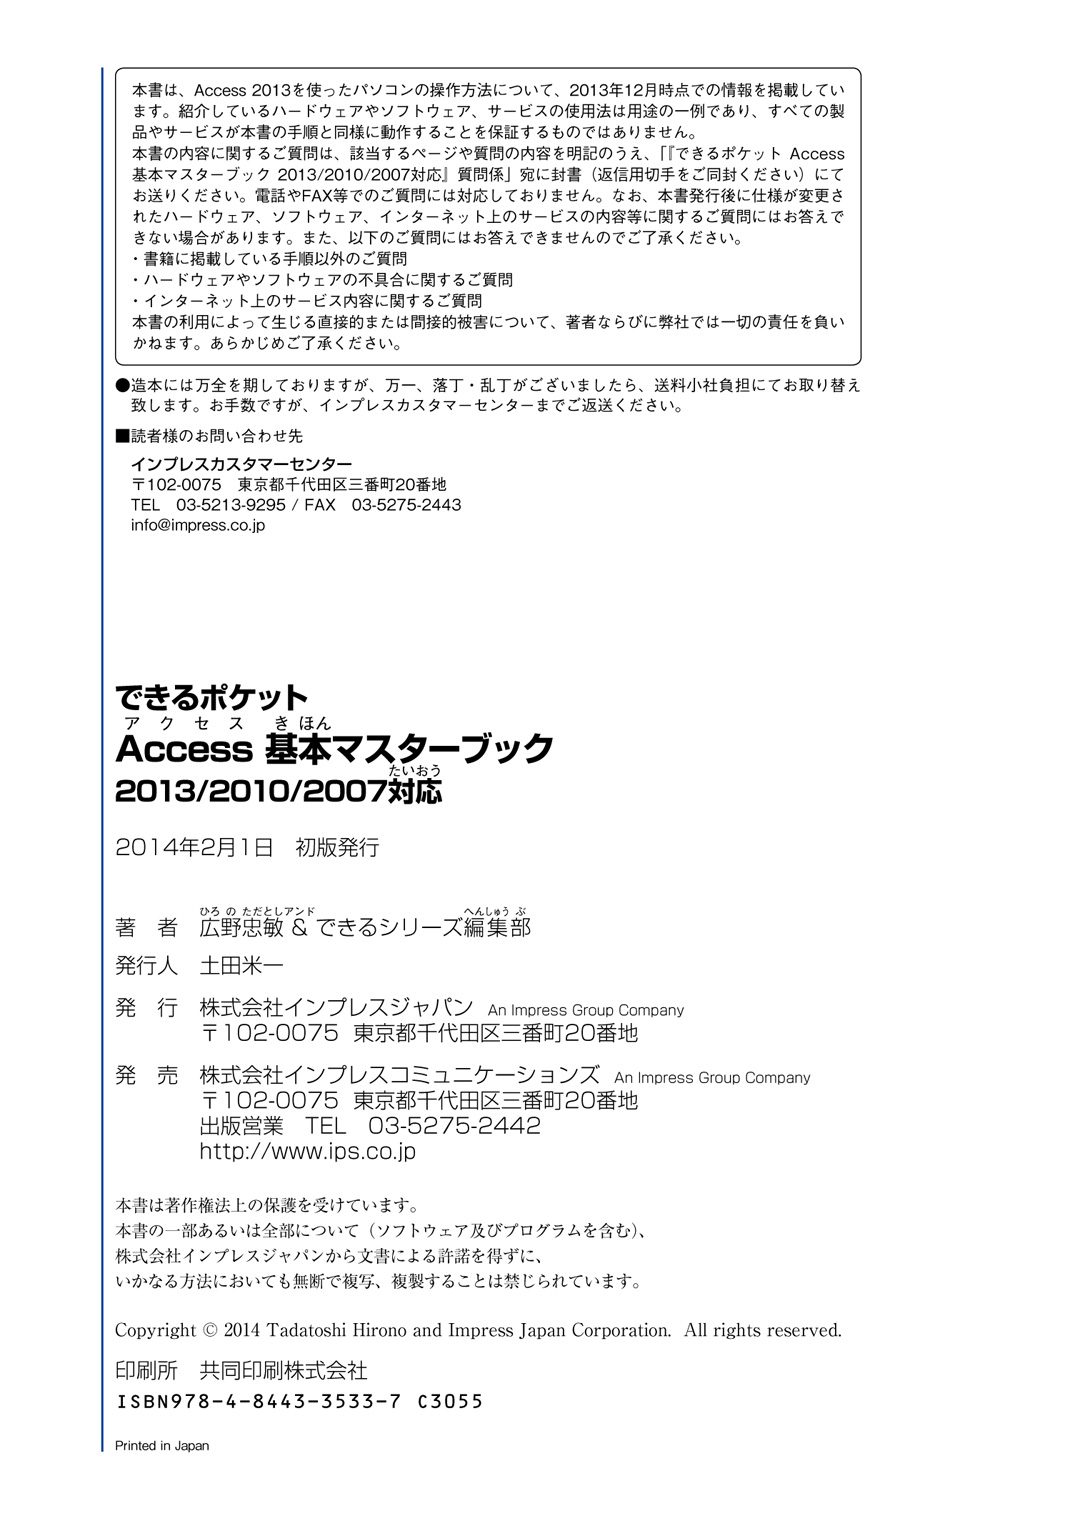 本書は、Access 2013を使ったパソコンの操作方法について、2013年12月時点での情報を掲載してい
ます。紹介しているハードウェアやソフトウェア、サービスの使用法は用途の一例であり、すべての製
品やサービスが本書の手順と同様に動作することを保証するものではありません。
本書の内容に関するご質問は、該当するページや質問の内容を明記のうえ、「『できるポケット Access
基本マスターブック 2013/2010/2007対応』質問係」宛に封書（返信用切手をご同封ください）にて
お送りください。電話やFAX等でのご質問には対応しておりません。なお、本書発行後に仕様が変更さ
れたハードウェア、ソフトウェア、インターネット上のサービスの内容等に関するご質問にはお答えで
きない場合があります。また、以下のご質問にはお答えできませんのでご了承ください。
・書籍に掲載している手順以外のご質問
・ハードウェアやソフトウェアの不具合に関するご質問
・インターネット上のサービス内容に関するご質問
本書の利用によって生じる直接的または間接的被害について、著者ならびに弊社では一切の責任を負い
かねます。あらかじめご了承ください。
●造本には万全を期しておりますが、万一、落丁・乱丁がございましたら、送料小社負担にてお取り替え
致します。お手数ですが、インプレスカスタマーセンターまでご返送ください。
■読者様のお問い合わせ先
インプレスカスタマーセンター
〒102-0075　東京都千代田区三番町20番地
TEL　03-5213-9295 / FAX　03-5275-2443
info@impress.co.jp
できるポケット
アクセス きほん
Access 基本マスターブック
たいおう
2013/2010/2007対応
2014年2月1日　初版発行
ひろ の ただとしアンド へんしゅう ぶ
著　者　広野忠敏 & できるシリーズ編集部
発行人　土田米一
発　行　株式会社インプレスジャパン An Impress Group Company
〒102-0075 東京都千代田区三番町20番地
発　売　株式会社インプレスコミュニケーションズ An Impress Group Company
〒102-0075 東京都千代田区三番町20番地
出版営業　TEL　03-5275-2442
http://www.ips.co.jp
本書は著作権法上の保護を受けています。
本書の一部あるいは全部について（ソフトウェア及びプログラムを含む）、
株式会社インプレスジャパンから文書による許諾を得ずに、
いかなる方法においても無断で複写、複製することは禁じられています。
Copyright © 2014 Tadatoshi Hirono and Impress Japan Corporation. All rights reserved.
印刷所　共同印刷株式会社
ISBN978-4-8443-3533-7 C3055
Printed in Japan